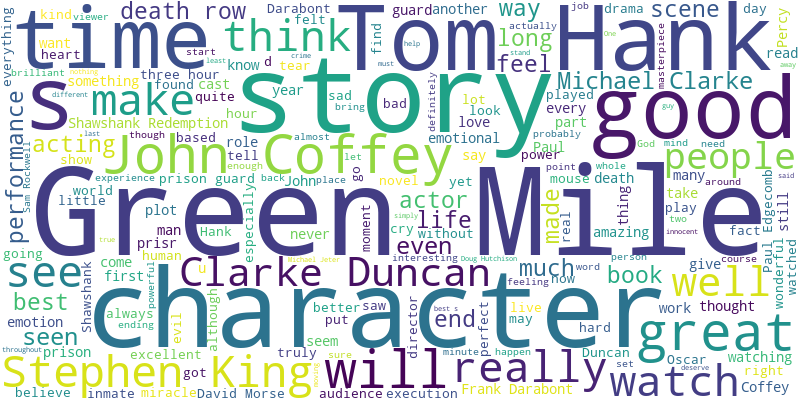 everything
kind
viewer
death row
Darabont
felt
guard
another
way
scene
drama
job
day
read
time
Tom Hank
want
heart
think
long
find
feel
actually
masterpiece
Percy
brilliant
something
tear
three hour
know
d
Michael Clarke
s
story
good
make
found
cast
year
sad
bring
bad
definitely
lot
look
love
played
every
part
different
start
quite
hour
performance
Shawshank Redemption
though
based
role
tell
almost
emotional
Paul
probably
God
mind
need
guy
away
acting
show
John Coffey
say
power
people
Sam Rockwell
last
enough
let
novel
yet
mouse
death
point
whole
many
around
said
experience
prison guard
back
John
place
go
actor
made
real
thing
take
play
two
innocent
world
little
Green Mile
plot
moment
life
without
amazing
fact
still
man
Hank
never
cry
even
Paul Edgecomb
wonderful
watched
going
prisr
especially
true
simply
Michael Jeter
interesting
Doug Hutchison
person
course
see
come
first
human
u
Clarke Duncan
much
now
word
book
give
well
powerful
feeling
best
Shawshank
character
live
work
thought
always
ending
evil
although
better
put
saw
director
perfect
end
may
hard
great
emotion
seen
prison
excellent
truly
seem
will
really
Duncan
Oscar
watching
throughout
Stephen King
got
sure
minute
happen
set
deserve
right
watch
believe
inmate
miracle
David Morse
audience
execution
Frank Darabont
Coffey